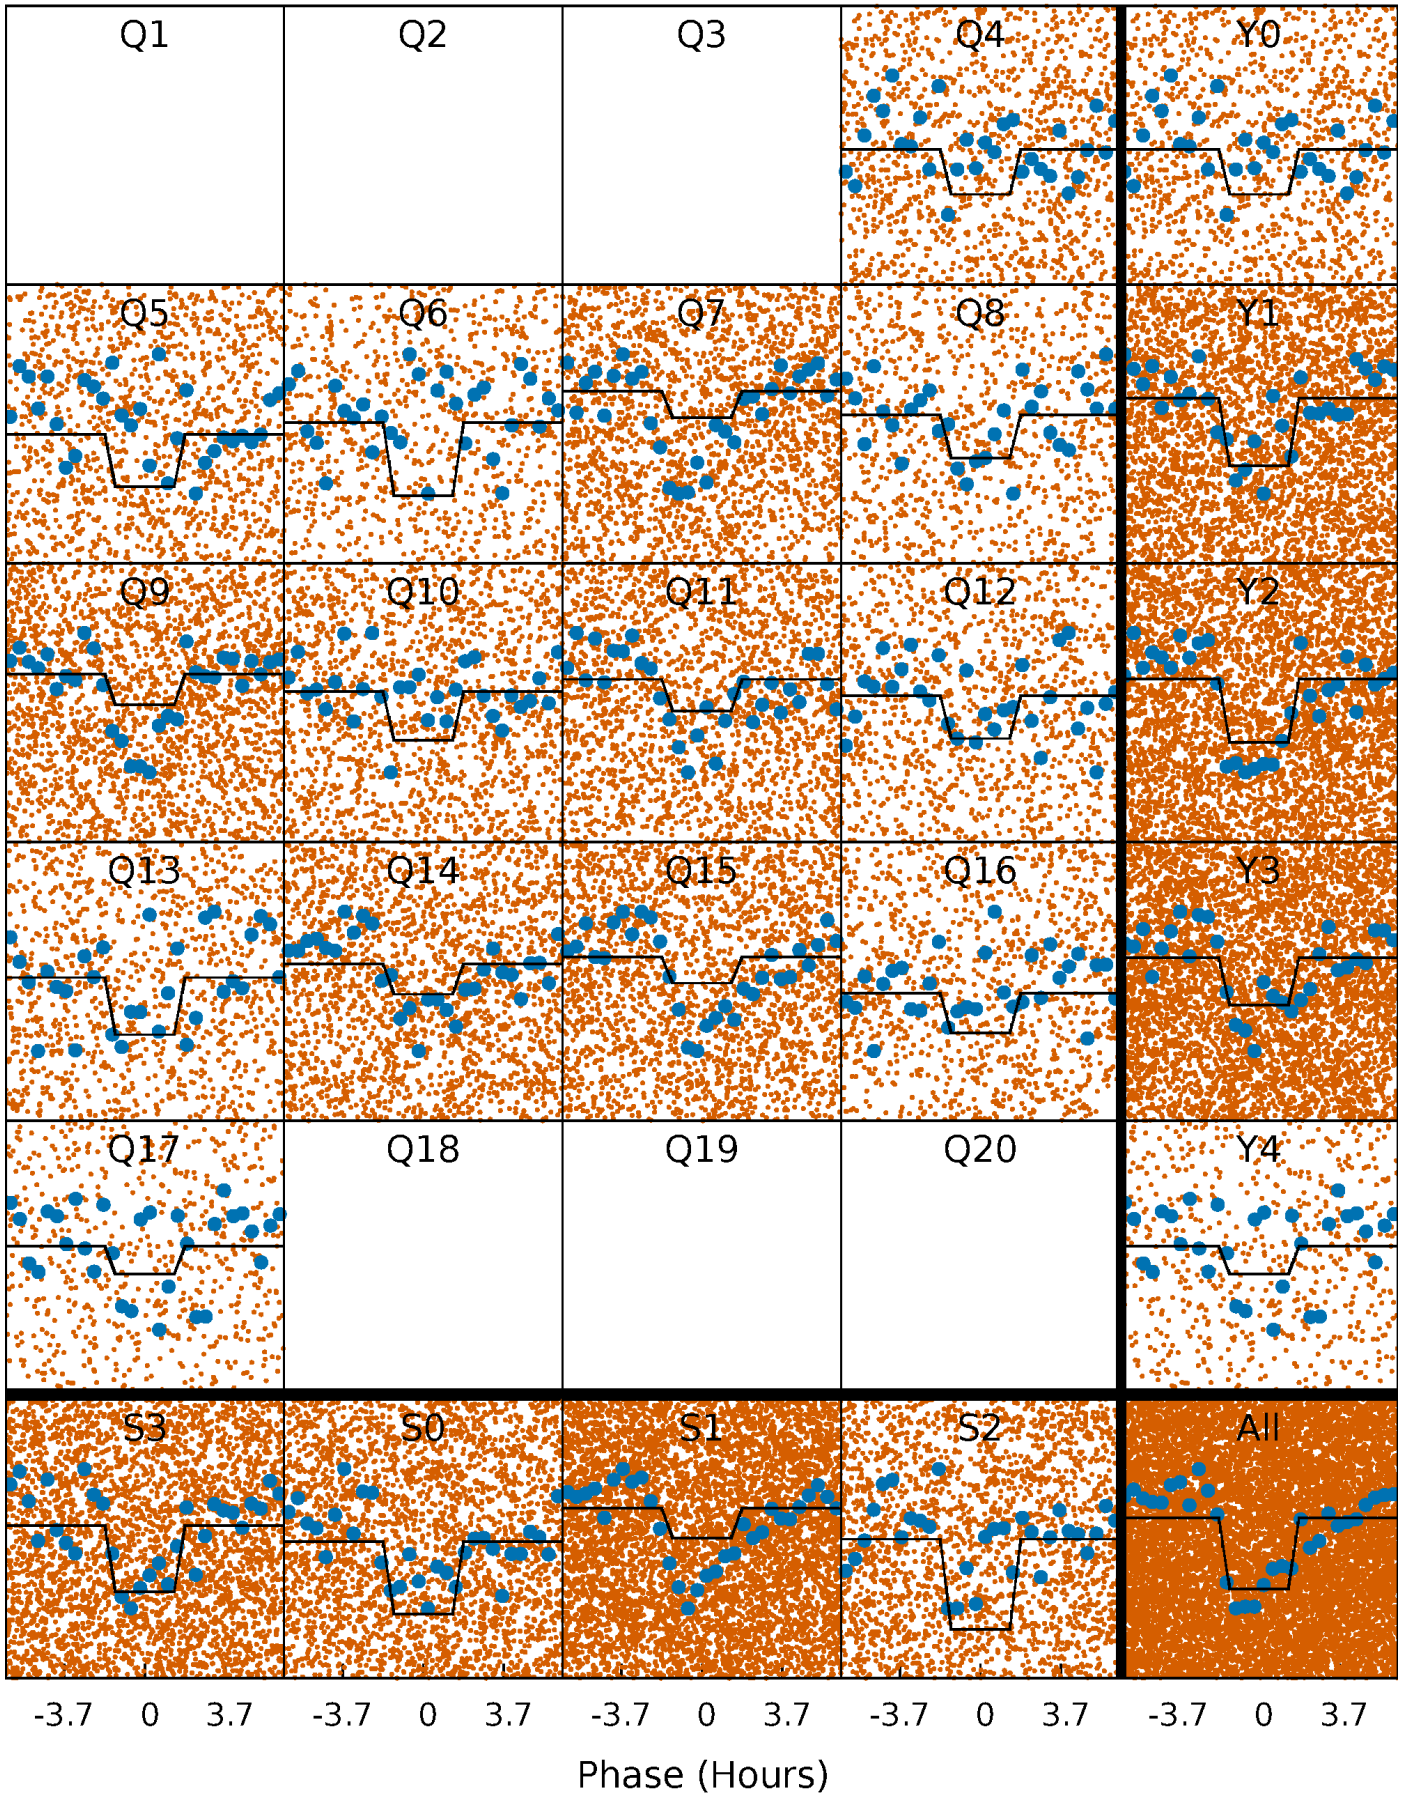 Q1 Q2 Q3 Q4 Y0
Q5 Q6 Q7 Q8 Y1
Q9 Q10 Q11 Q12 Y2
Q13 Q14 Q15 Q16 Y3
Q17 Q18 Q19 Q20 Y4
S3 S0 S1 S2 All
-3.7 0 3.7 -3.7 0 3.7 -3.7 0 3.7 -3.7 0 3.7 -3.7 0 3.7
Phase (Hours)